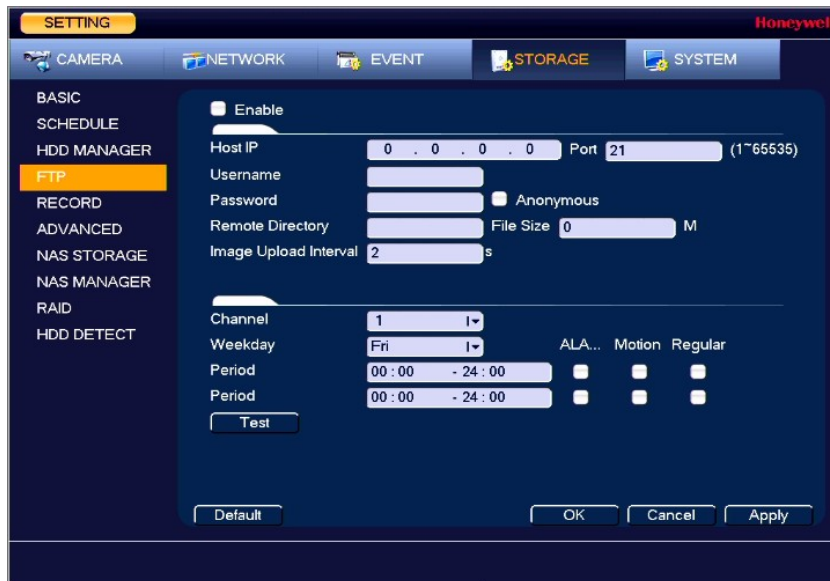 SETTING
Honeywel
CAMERA NETWORK EVENT STORAGE SYSTEM
BASIC
SCHEDULE
HDD MANAGER
FTP
RECORD
ADVANCED
NAS STORAGE
NAS MANAGER
RAID
HDD DETECT
Enable
Host IP 0 . 0 . 0 . 0 Port 21 (1~65535)
Username
Password Anonymous
Remote Directory File Size 0 M
Image Upload Interval 2 s
Channel 1
Weekday Fri ALA... Motion Regular
Period 00 : 00 - 24 : 00
Period 00 : 00 - 24 : 00
Test
Default OK Cancel Apply